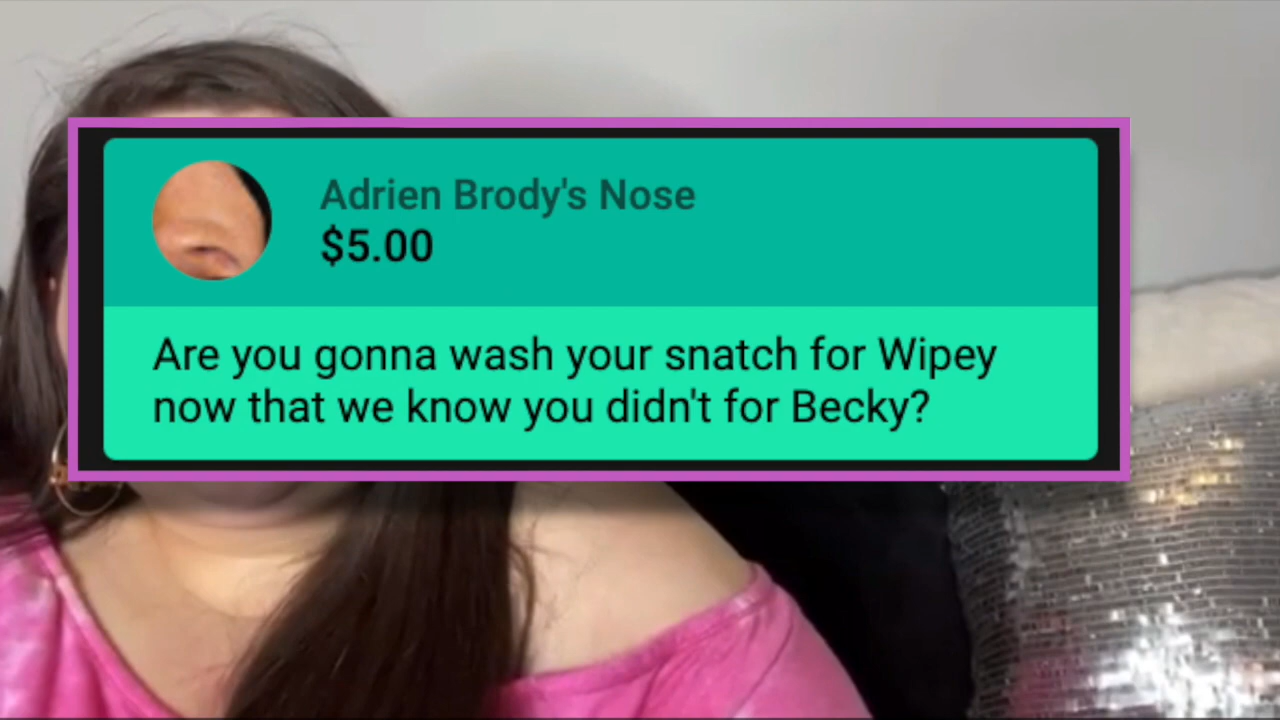 Adrien Brody's Nose
$5.00
Are you gonna wash your snatch for Wipey
now that we know you didn't for Becky?